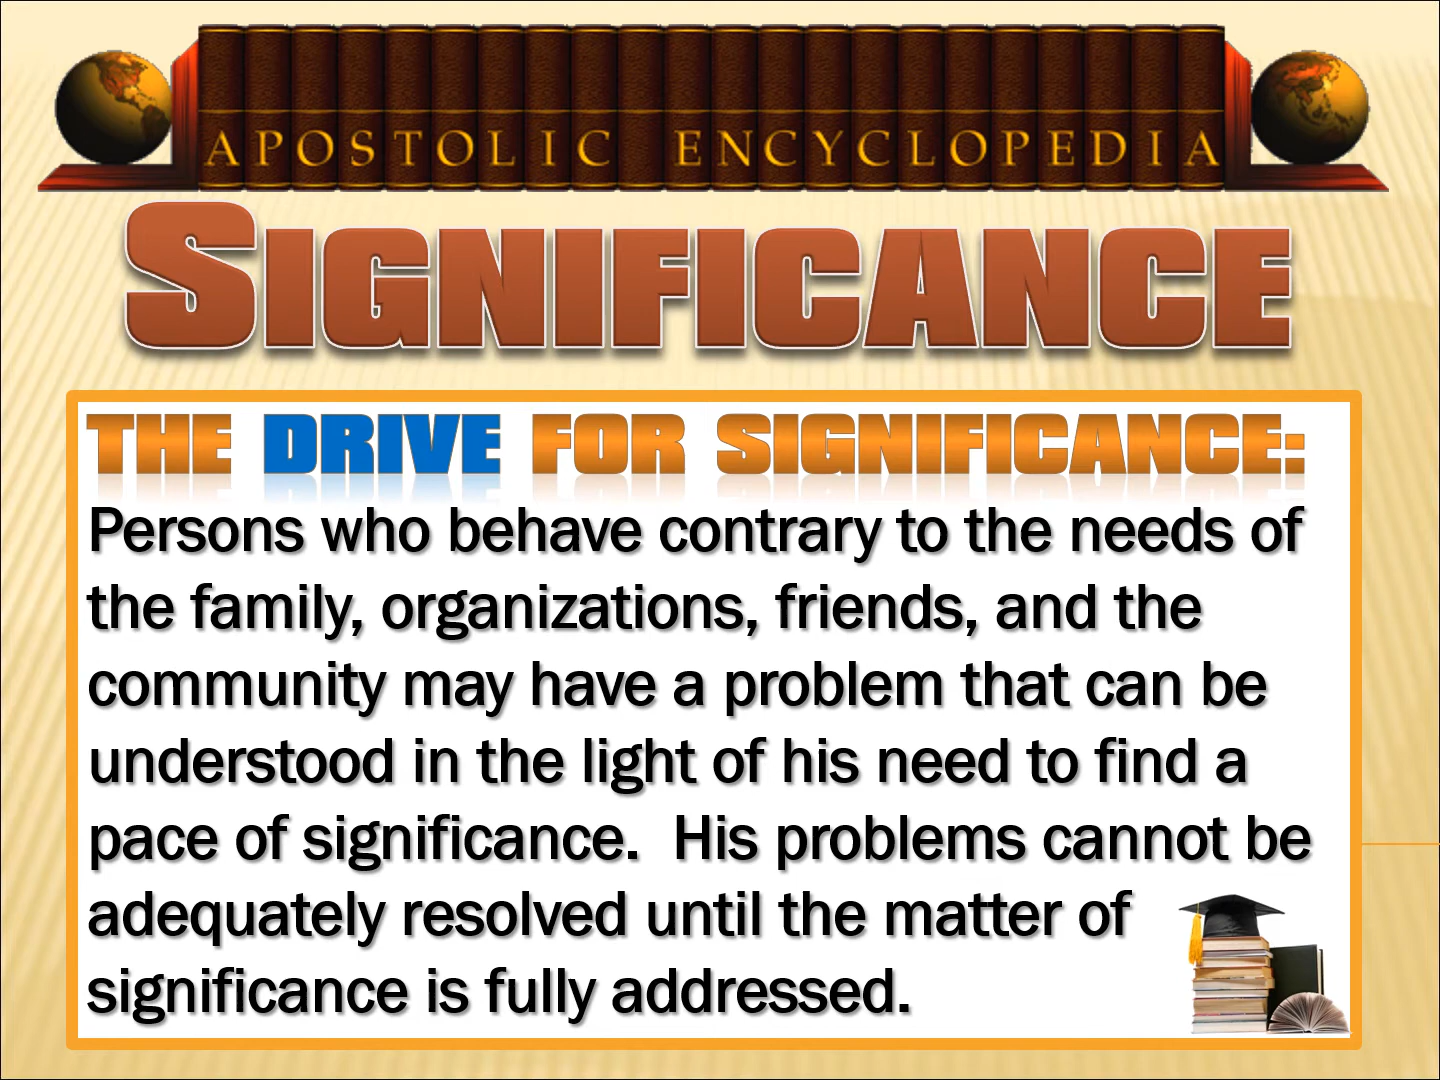 APOSTOLIC ENCYCLOPEDIA
SIGNIFICANCE
THE DRIVE FOR SIGNIFICANCE:
Persons who behave contrary to the needs of
the family, organizations, friends, and the
community may have a problem that can be
understood in the light of his need to find a
pace of significance.  His problems cannot be
adequately resolved until the matter of
significance is fully addressed.